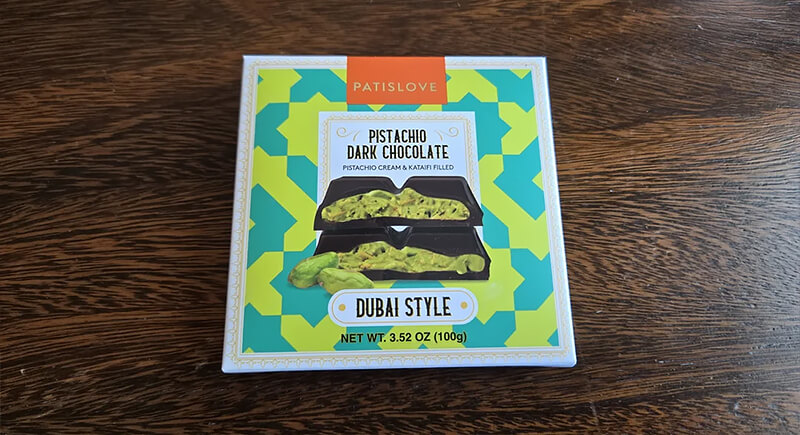 PATISLOVE
PISTACHIO
DARK CHOCOLATE
PISTACHIO CREAM & KATAIFI FILLED
DUBAI STYLE
NET WT. 3.52 OZ (100g)